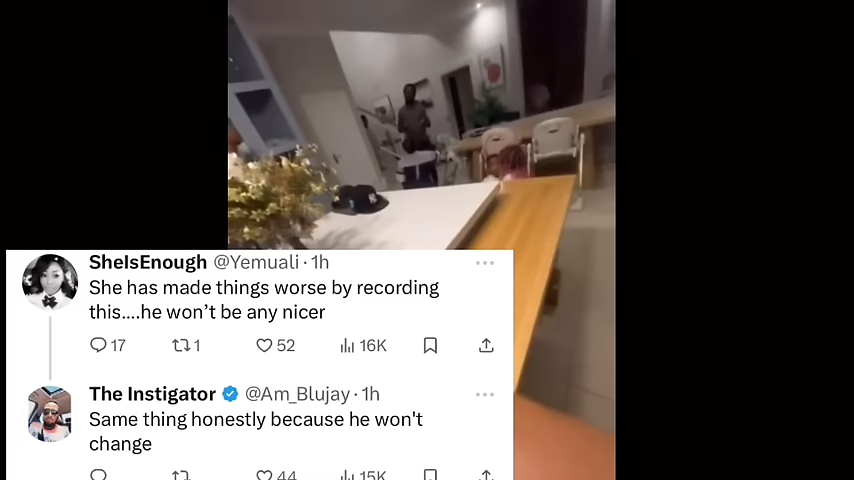 SheIsEnough @Yemuali · 1h
She has made things worse by recording
this....he won't be any nicer
17 1 52 16K
The Instigator @Am_Blujay · 1h
Same thing honestly because he won't
change
44 15K